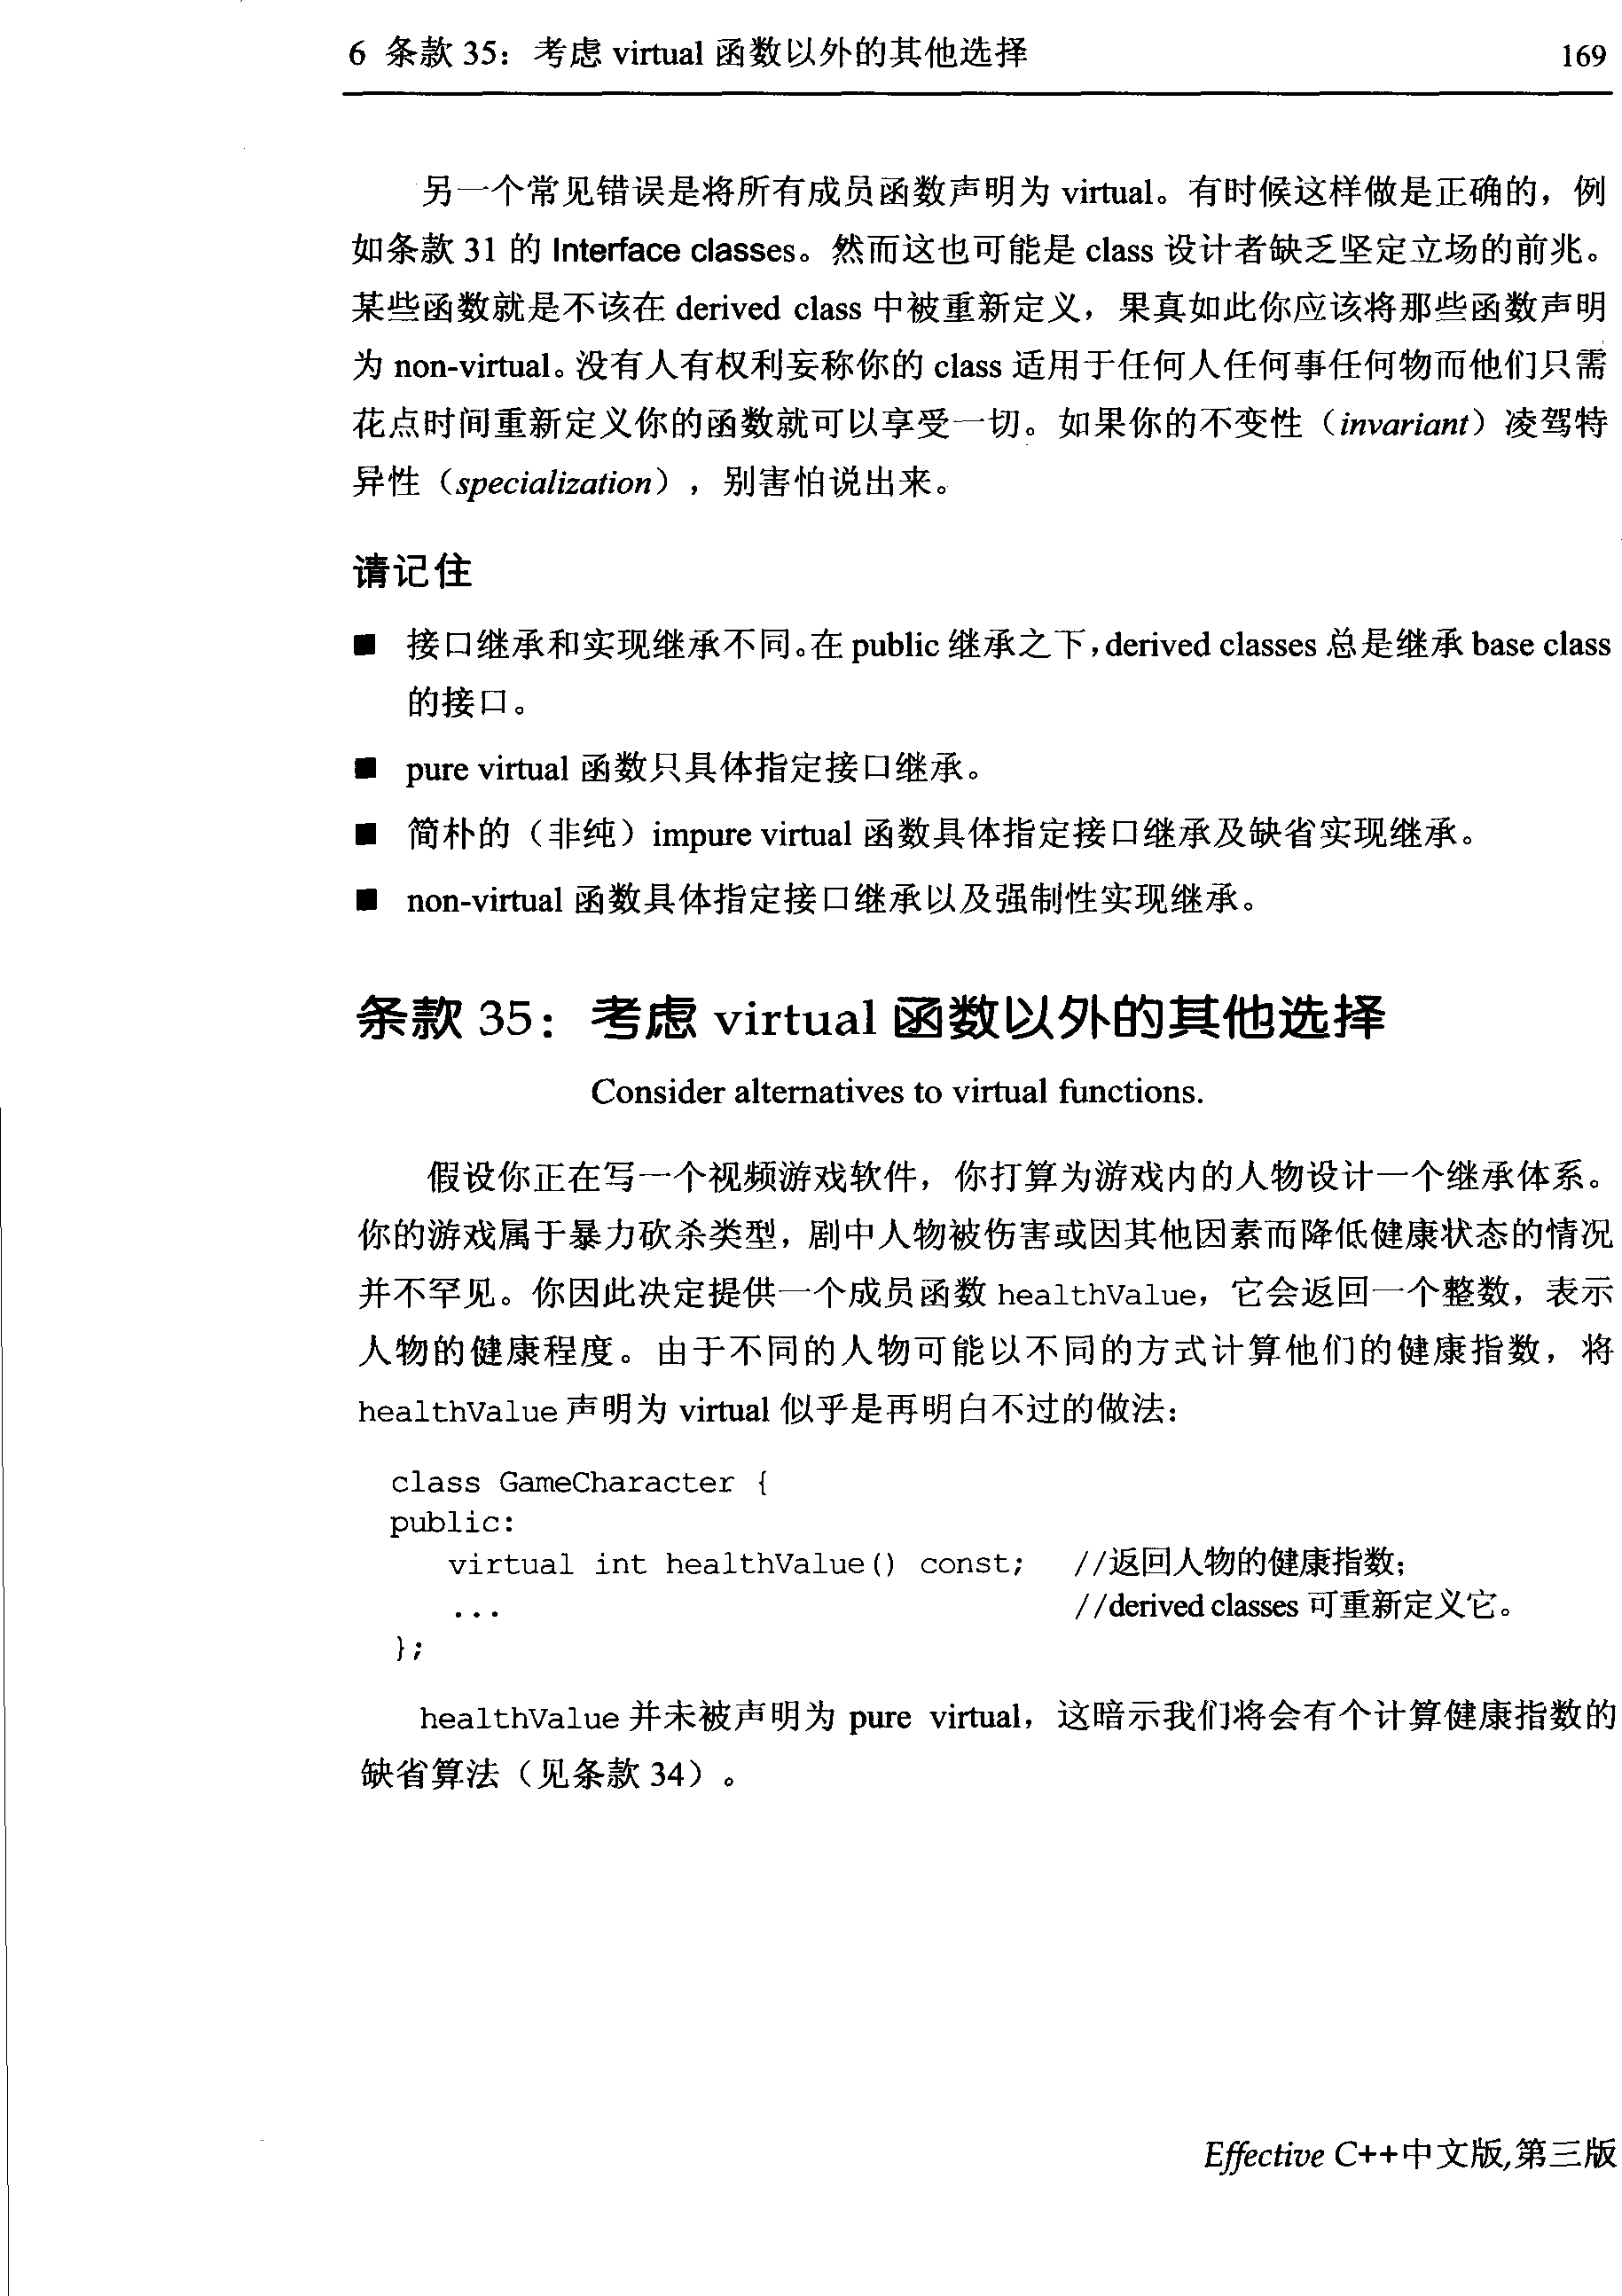 6 条款 35：考虑 virtual 函数以外的其他选择 169
另一个常见错误是将所有成员函数声明为 virtual。有时候这样做是正确的，例
如条款 31 的 Interface classes。然而这也可能是 class 设计者缺乏坚定立场的前兆。
某些函数就是不该在 derived class 中被重新定义，果真如此你应该将那些函数声明
为 non-virtual。没有人有权利妄称你的 class 适用于任何人任何事任何物而他们只需
花点时间重新定义你的函数就可以享受一切。如果你的不变性（invariant）凌驾特
异性（specialization），别害怕说出来。
请记住
■ 接口继承和实现继承不同。在 public 继承之下，derived classes 总是继承 base class
的接口。
■ pure virtual 函数只具体指定接口继承。
■ 简朴的（非纯）impure virtual 函数具体指定接口继承及缺省实现继承。
■ non-virtual 函数具体指定接口继承以及强制性实现继承。
条款 35：考虑 virtual 函数以外的其他选择
Consider alternatives to virtual functions.
假设你正在写一个视频游戏软件，你打算为游戏内的人物设计一个继承体系。
你的游戏属于暴力砍杀类型，剧中人物被伤害或因其他因素而降低健康状态的情况
并不罕见。你因此决定提供一个成员函数 healthValue，它会返回一个整数，表示
人物的健康程度。由于不同的人物可能以不同的方式计算他们的健康指数，将
healthValue 声明为 virtual 似乎是再明白不过的做法：
class GameCharacter {
public:
virtual int healthValue() const; //返回人物的健康指数；
... //derived classes 可重新定义它。
};
healthValue 并未被声明为 pure virtual，这暗示我们将会有个计算健康指数的
缺省算法（见条款 34）。
Effective C++中文版,第三版